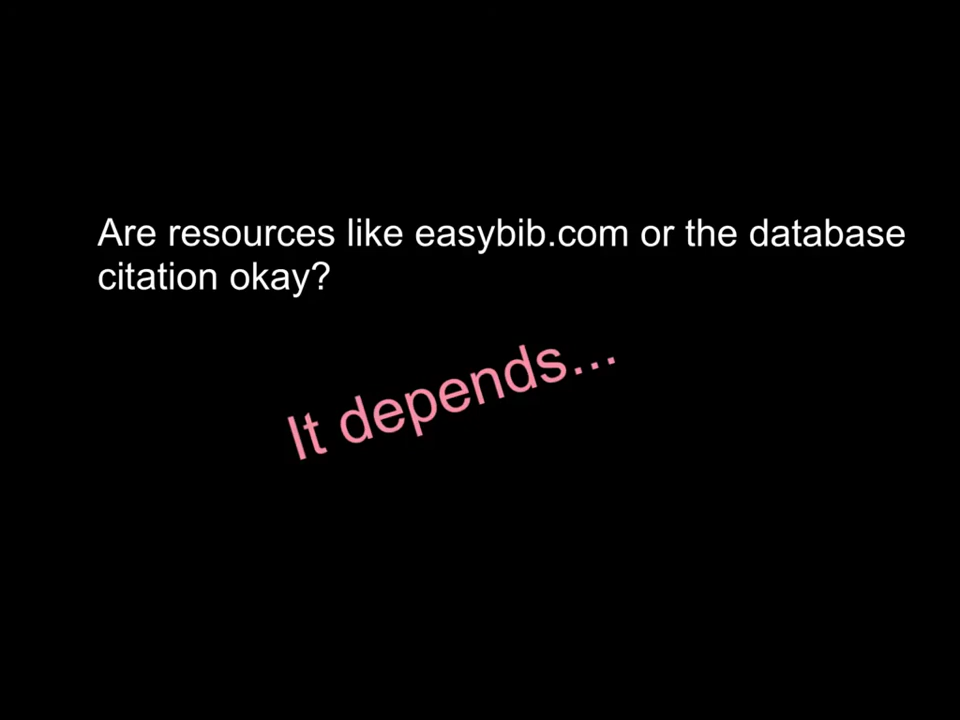 Are resources like easybib.com or the database
citation okay?
It depends...